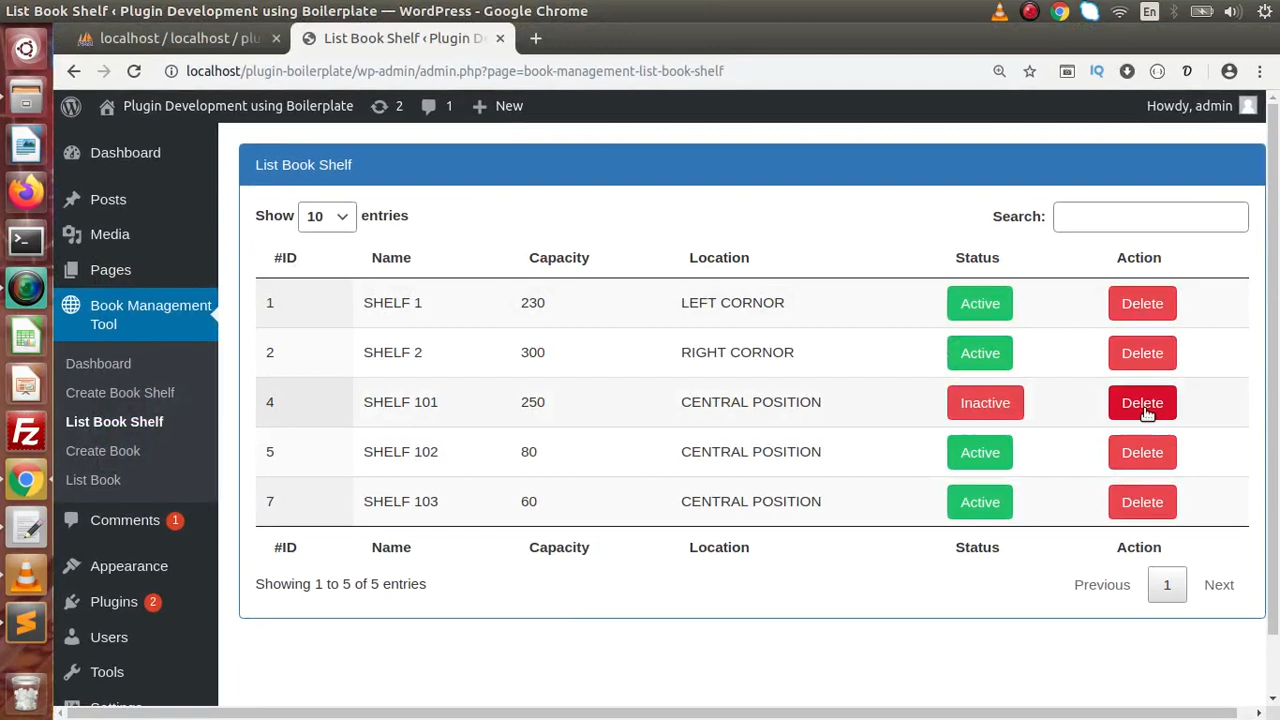 List Book Shelf ‹ Plugin Development using Boilerplate — WordPress - Google Chrome
En
localhost / localhost / plu
List Book Shelf ‹ Plugin De
localhost/plugin-boilerplate/wp-admin/admin.php?page=book-management-list-book-shelf
IQ
Plugin Development using Boilerplate 2 1 New Howdy, admin
Dashboard
Posts
Media
Pages
Book Management Tool
Dashboard
Create Book Shelf
List Book Shelf
Create Book
List Book
Comments 1
Appearance
Plugins 2
Users
Tools
List Book Shelf
Show 10 entries Search:
#ID Name Capacity Location Status Action
1 SHELF 1 230 LEFT CORNOR Active Delete
2 SHELF 2 300 RIGHT CORNOR Active Delete
4 SHELF 101 250 CENTRAL POSITION Inactive Delete
5 SHELF 102 80 CENTRAL POSITION Active Delete
7 SHELF 103 60 CENTRAL POSITION Active Delete
#ID Name Capacity Location Status Action
Showing 1 to 5 of 5 entries Previous 1 Next